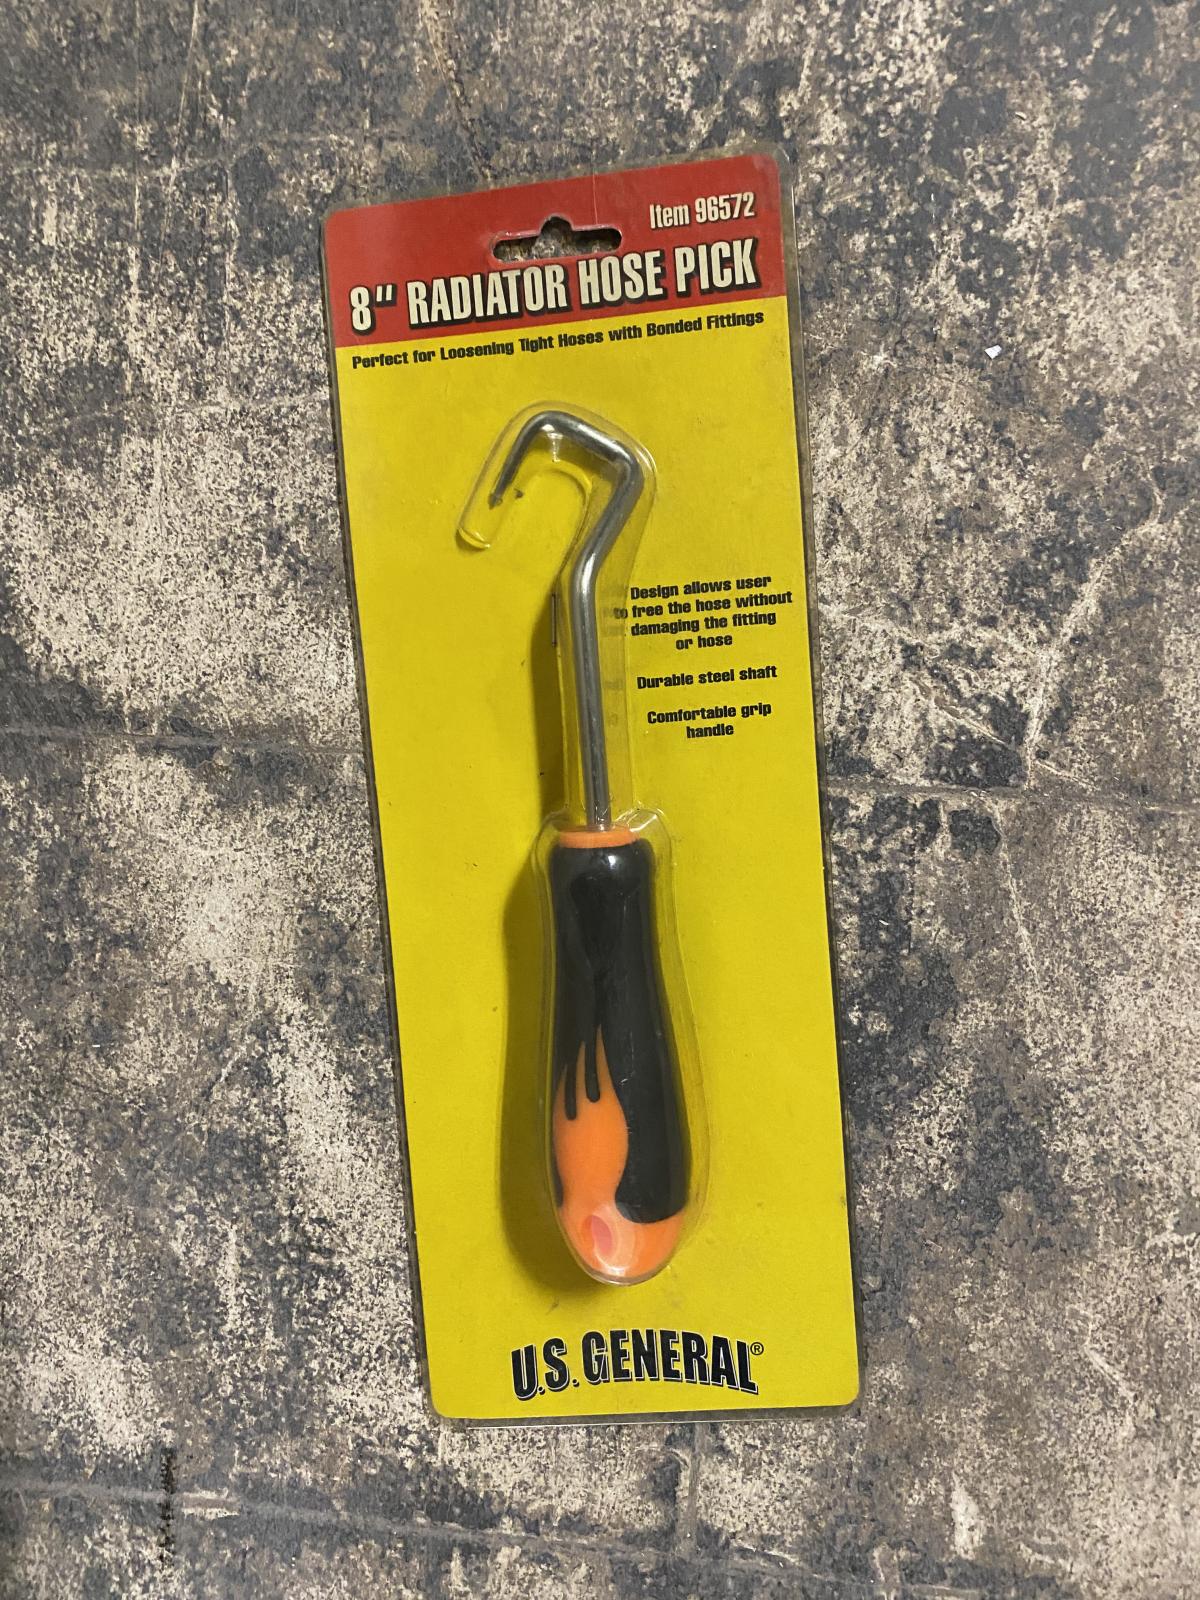 Item 96572
8" RADIATOR HOSE PICK
Perfect for Loosening Tight Hoses with Bonded Fittings
Design allows user
to free the hose without
damaging the fitting
or hose
Durable steel shaft
Comfortable grip
handle
U.S. GENERAL®